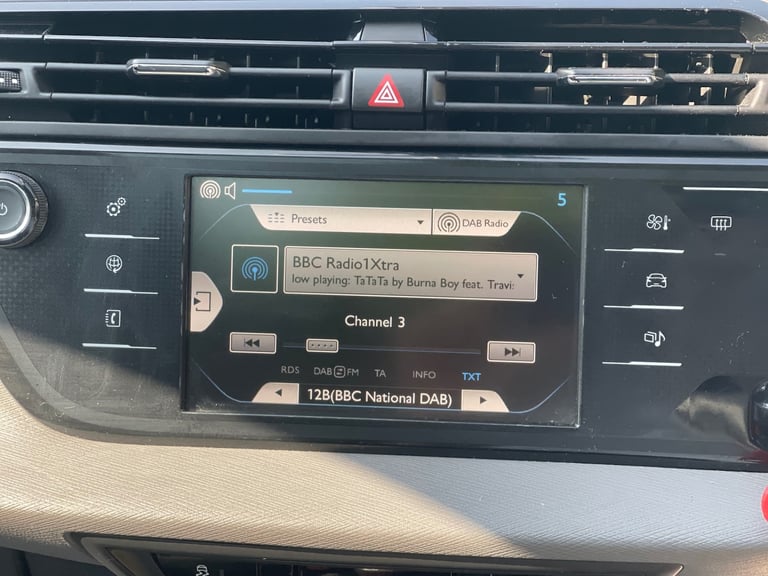 5
Presets
DAB Radio
BBC Radio1Xtra
low playing: TaTaTa by Burna Boy feat. Travi
Channel 3
RDS DAB FM TA INFO TXT
12B(BBC National DAB)